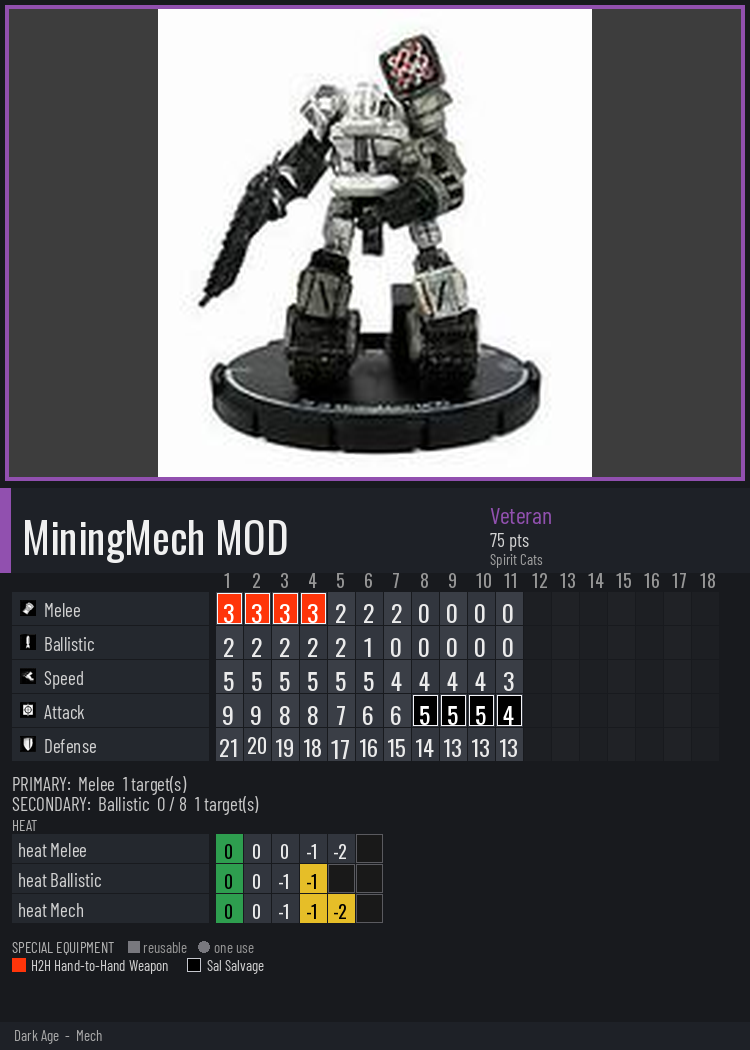 MiningMech MOD
Veteran
75 pts
Spirit Cats
1 2 3 4 5 6 7 8 9 10 11 12 13 14 15 16 17 18
Melee 3 3 3 3 2 2 2 0 0 0 0
Ballistic 2 2 2 2 2 1 0 0 0 0 0
Speed 5 5 5 5 5 5 4 4 4 4 3
Attack 9 9 8 8 7 6 6 5 5 5 4
Defense 21 20 19 18 17 16 15 14 13 13 13
PRIMARY: Melee 1 target(s)
SECONDARY: Ballistic 0 / 8 1 target(s)
HEAT
heat Melee 0 0 0 -1 -2
heat Ballistic 0 0 -1 -1
heat Mech 0 0 -1 -1 -2
SPECIAL EQUIPMENT reusable one use
H2H Hand-to-Hand Weapon Sal Salvage
Dark Age - Mech